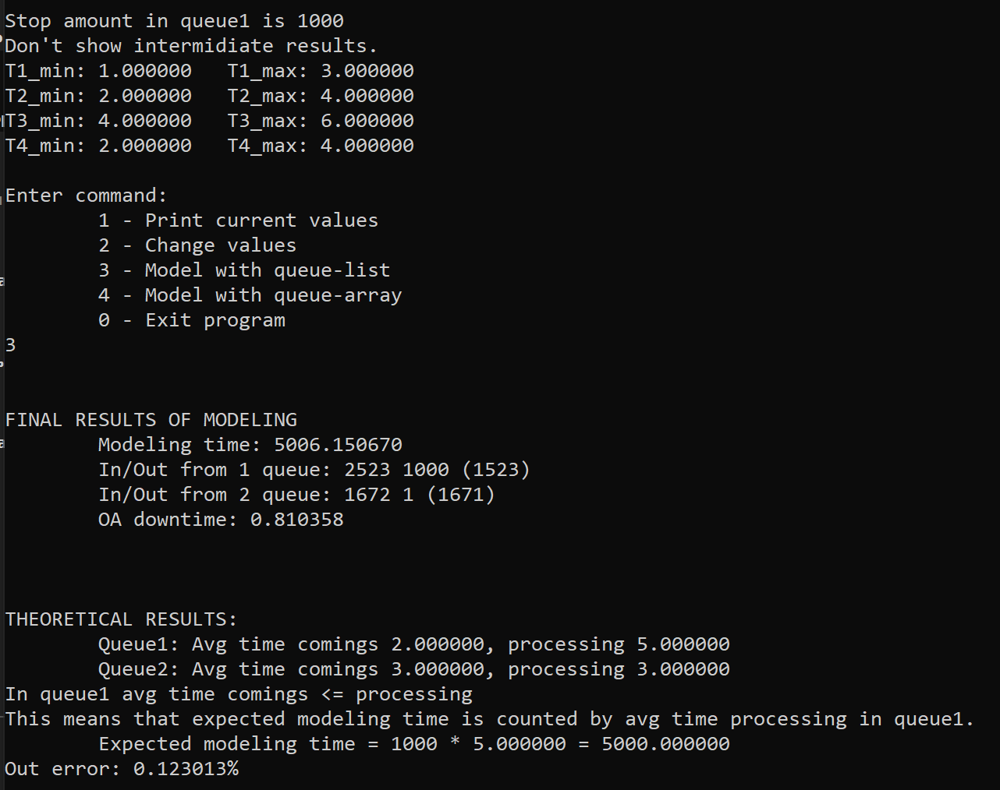 Stop amount in queue1 is 1000
Don't show intermidiate results.
T1_min: 1.000000   T1_max: 3.000000
T2_min: 2.000000   T2_max: 4.000000
T3_min: 4.000000   T3_max: 6.000000
T4_min: 2.000000   T4_max: 4.000000
Enter command:
1 - Print current values
2 - Change values
3 - Model with queue-list
4 - Model with queue-array
0 - Exit program
3
FINAL RESULTS OF MODELING
Modeling time: 5006.150670
In/Out from 1 queue: 2523 1000 (1523)
In/Out from 2 queue: 1672 1 (1671)
OA downtime: 0.810358
THEORETICAL RESULTS:
Queue1: Avg time comings 2.000000, processing 5.000000
Queue2: Avg time comings 3.000000, processing 3.000000
In queue1 avg time comings <= processing
This means that expected modeling time is counted by avg time processing in queue1.
Expected modeling time = 1000 * 5.000000 = 5000.000000
Out error: 0.123013%